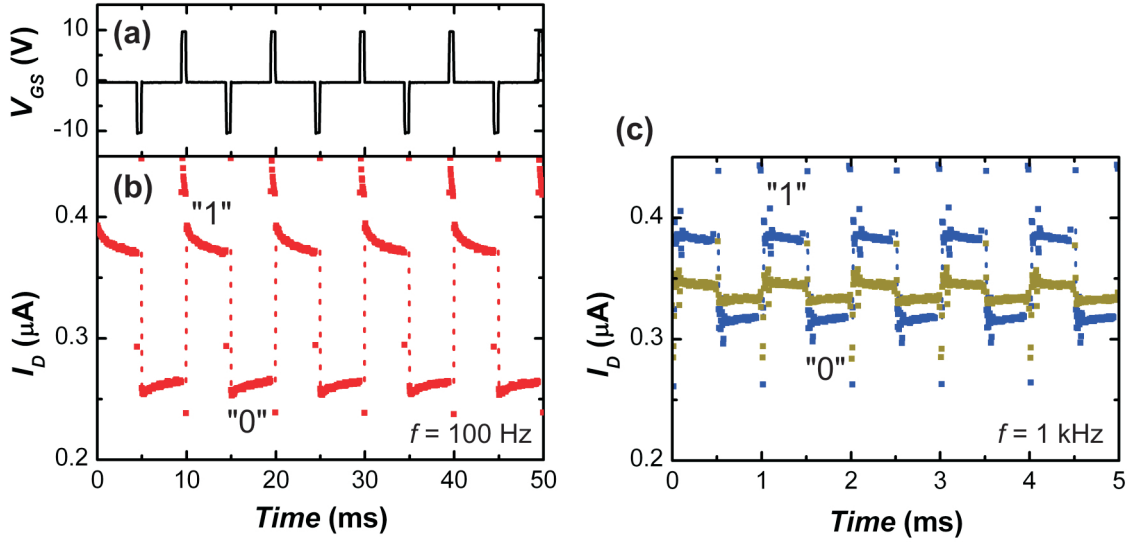 (a)
V_GS (V)
10
0
-10
(b)
I_D (µA)
0.4
0.3
0.2
"1"
"0"
f = 100 Hz
0 10 20 30 40 50
Time (ms)
(c)
I_D (µA)
0.4
0.3
0.2
"1"
"0"
f = 1 kHz
0 1 2 3 4 5
Time (ms)